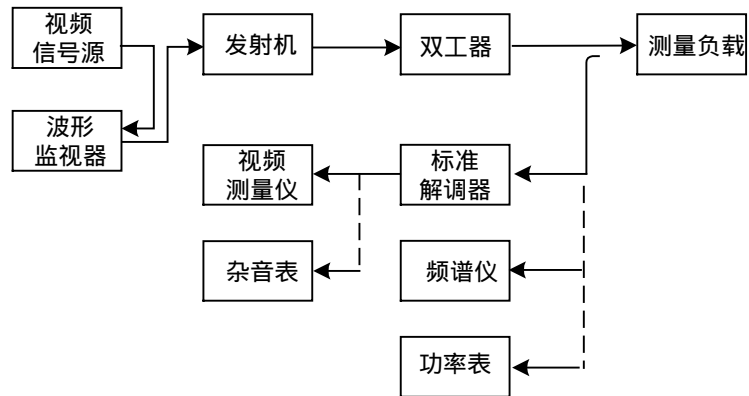 视频
信号源
发射机
双工器
测量负载
波形
监视器
视频
测量仪
标准
解调器
杂音表
频谱仪
功率表